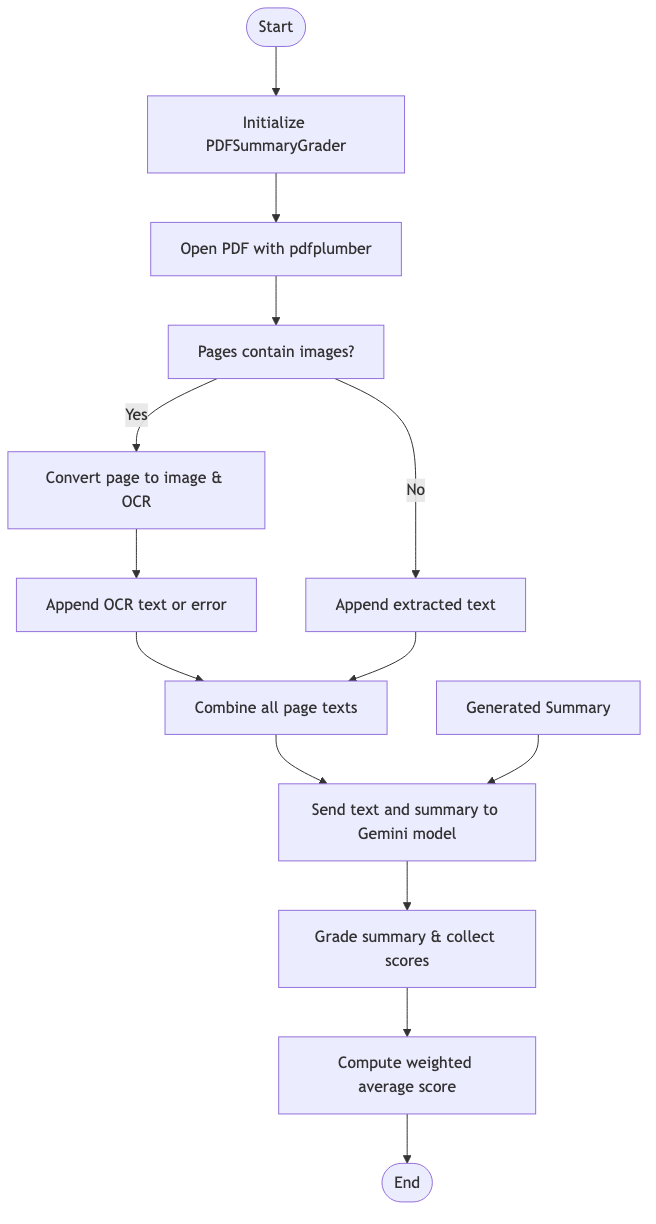 Start
Initialize
PDFSummaryGrader
Open PDF with pdfplumber
Pages contain images?
Yes
Convert page to image &
OCR
No
Append OCR text or error
Append extracted text
Combine all page texts
Generated Summary
Send text and summary to
Gemini model
Grade summary & collect
scores
Compute weighted
average score
End